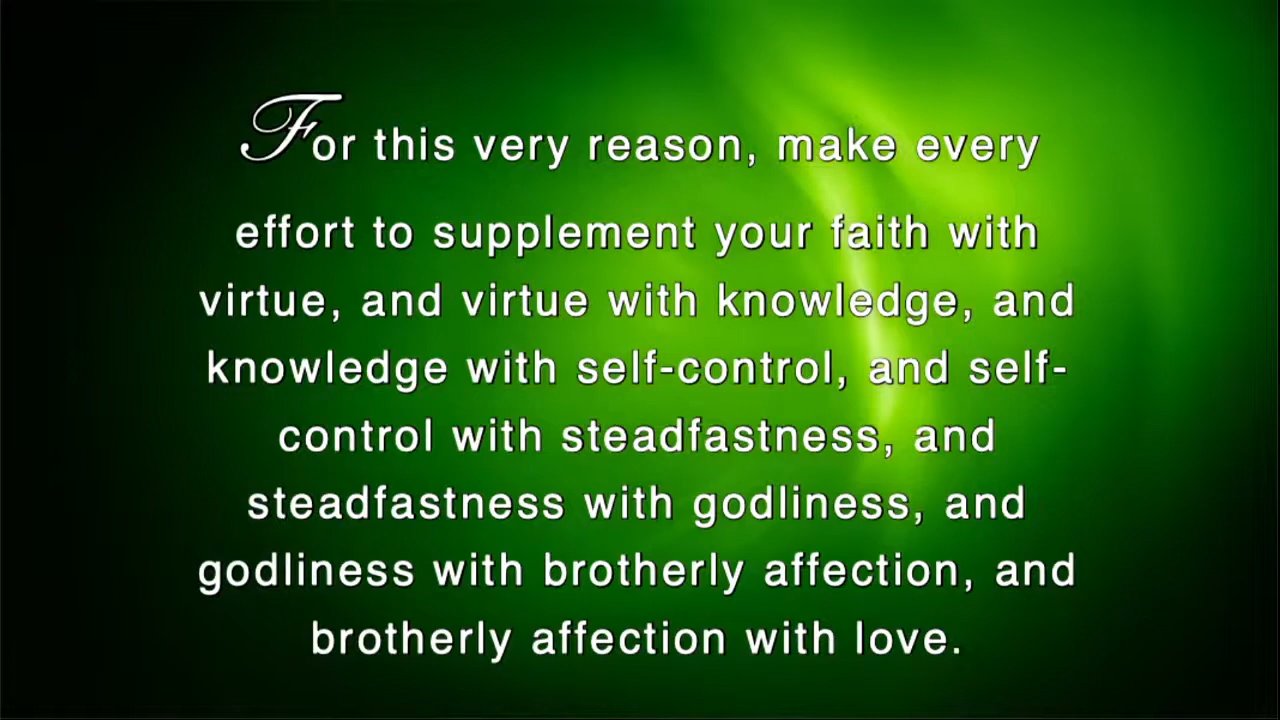 For this very reason, make every
effort to supplement your faith with
virtue, and virtue with knowledge, and
knowledge with self-control, and self-
control with steadfastness, and
steadfastness with godliness, and
godliness with brotherly affection, and
brotherly affection with love.